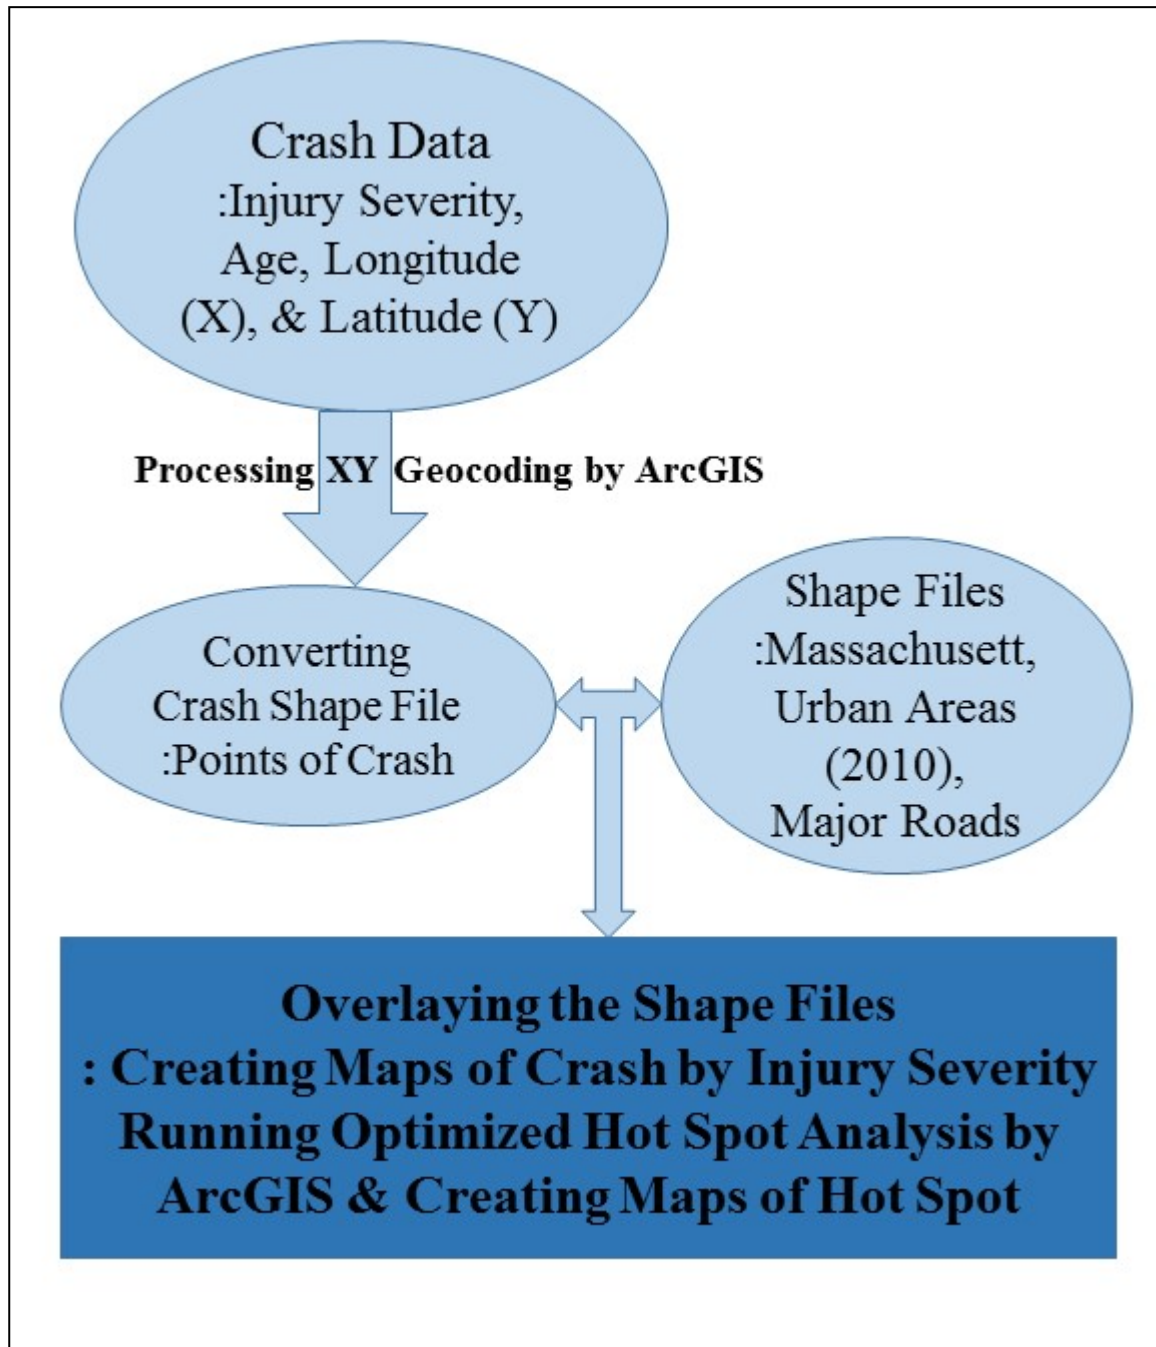 Crash Data
:Injury Severity,
Age, Longitude
(X), & Latitude (Y)
Processing XY Geocoding by ArcGIS
Converting
Crash Shape File
:Points of Crash
Shape Files
:Massachusett,
Urban Areas
(2010),
Major Roads
Overlaying the Shape Files
: Creating Maps of Crash by Injury Severity
Running Optimized Hot Spot Analysis by
ArcGIS & Creating Maps of Hot Spot